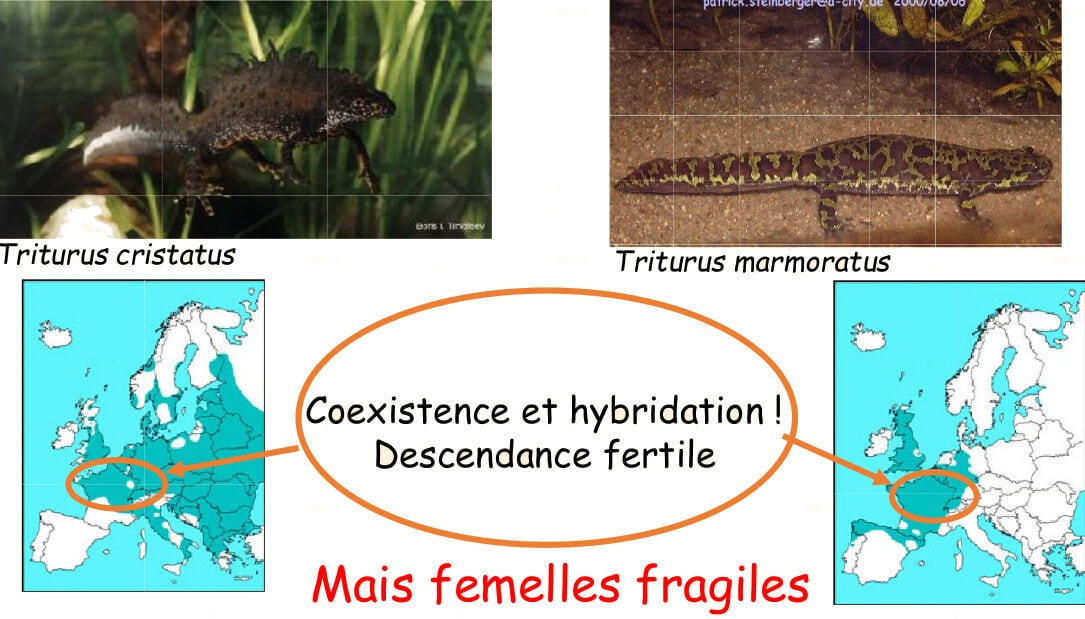 patrick.steinberger@d-city.de 2000/06/06
Boris I. Timofeev
Triturus cristatus
Triturus marmoratus
Coexistence et hybridation !
Descendance fertile
Mais femelles fragiles